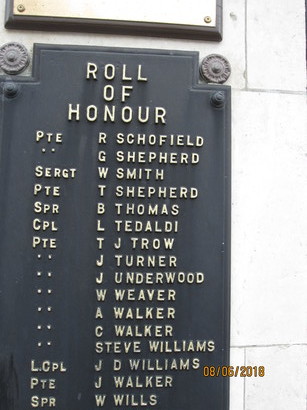 ROLL
OF
HONOUR
PTE R SCHOFIELD
" G SHEPHERD
SERGT W SMITH
PTE T SHEPHERD
SPR B THOMAS
CPL L TEDALDI
PTE T J TROW
" J TURNER
" J UNDERWOOD
" W WEAVER
" A WALKER
" C WALKER
" STEVE WILLIAMS
L.CPL J D WILLIAMS
PTE J WALKER
SPR W WILLS
08/06/2018